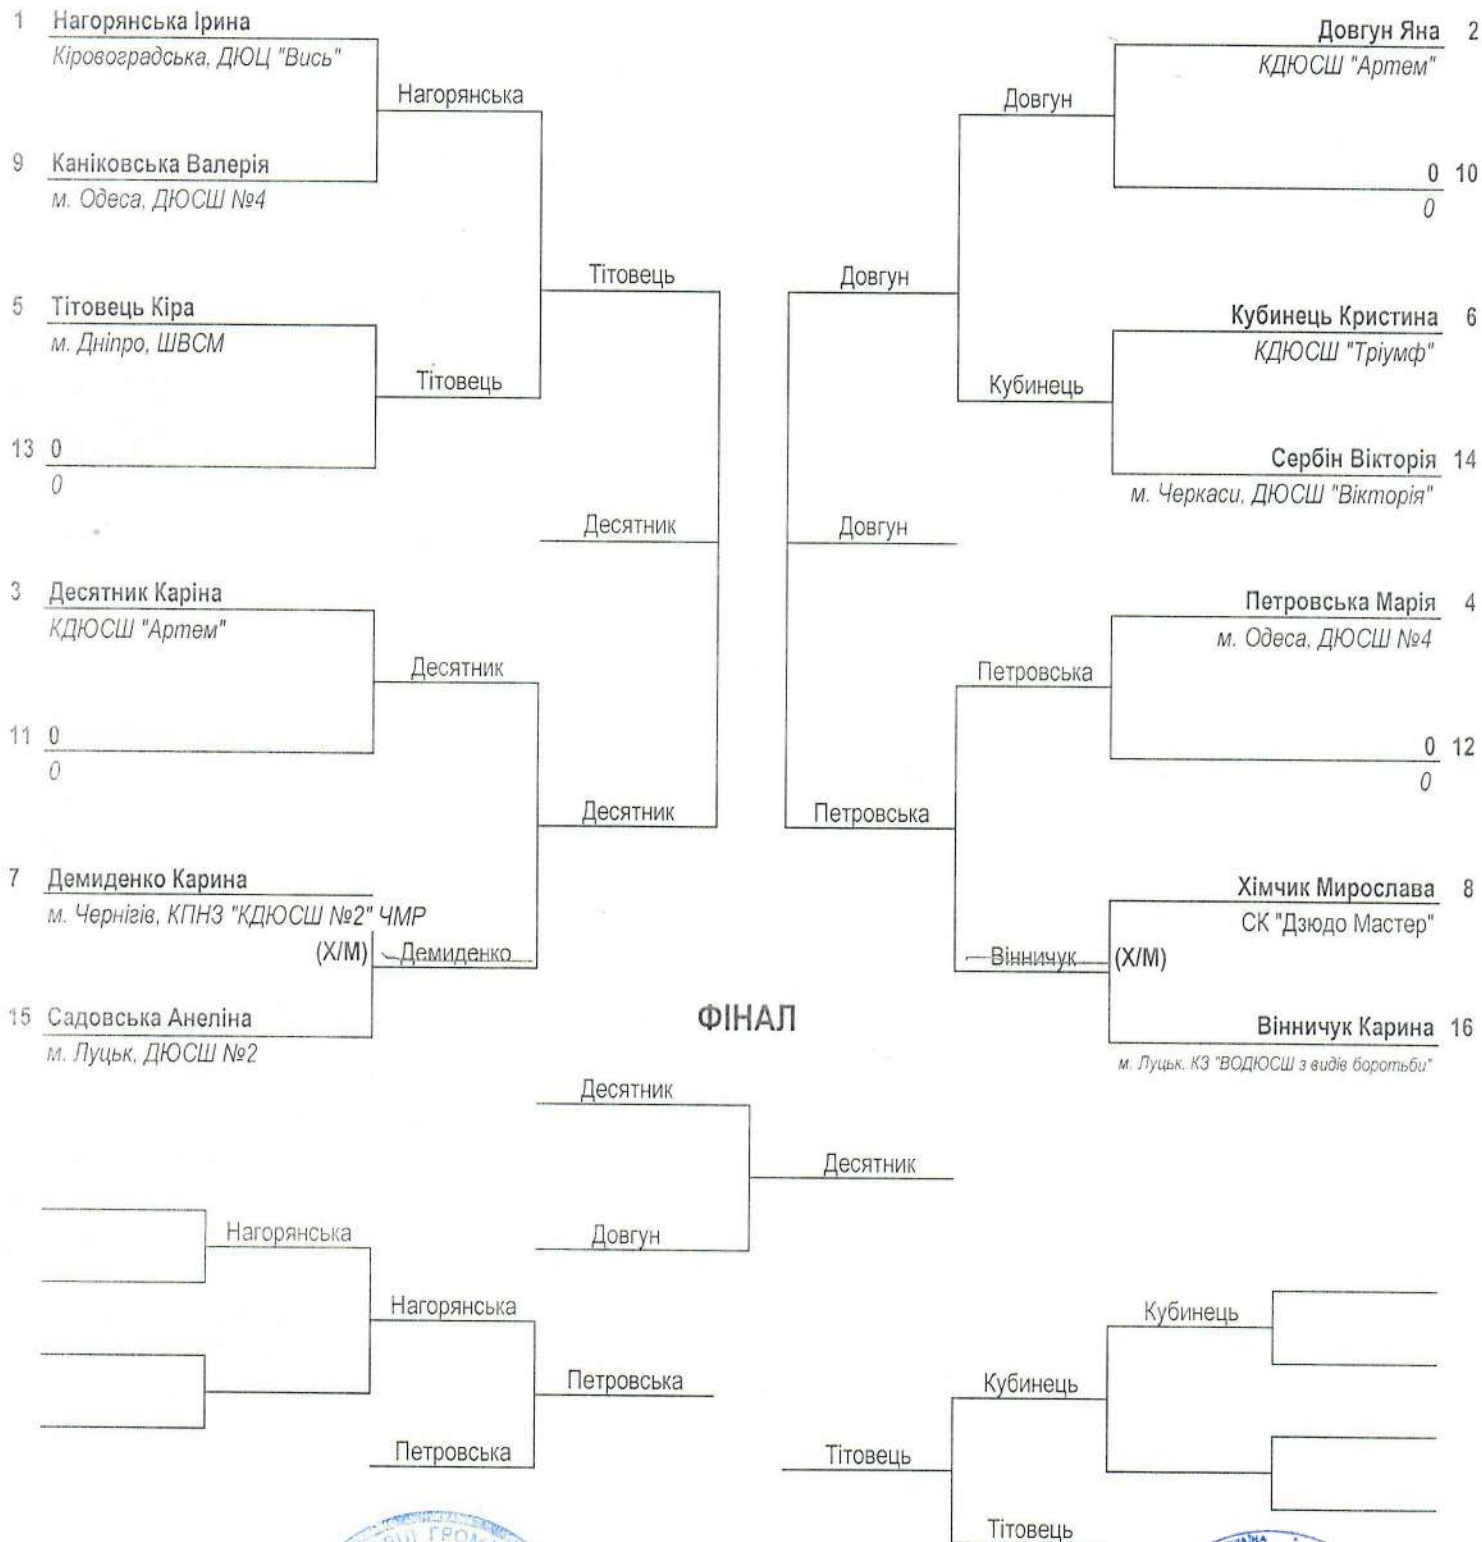 1 Нагорянська Ірина
Кіровоградська, ДЮЦ "Вись"
Нагорянська
9 Каніковська Валерія
м. Одеса, ДЮСШ №4
Тітовець
5 Тітовець Кіра
м. Дніпро, ШВСМ
Тітовець
13 0
0
Десятник
3 Десятник Каріна
КДЮСШ "Артем"
Десятник
11 0
0
Десятник
7 Демиденко Карина
м. Чернігів, КПНЗ "КДЮСШ №2" ЧМР
(Х/М) Демиденко
15 Садовська Анеліна
м. Луцьк, ДЮСШ №2
Довгун Яна 2
КДЮСШ "Артем"
Довгун
0 10
0
Довгун
Кубинець Кристина 6
КДЮСШ "Тріумф"
Кубинець
Сербін Вікторія 14
м. Черкаси, ДЮСШ "Вікторія"
Довгун
Петровська Марія 4
м. Одеса, ДЮСШ №4
Петровська
0 12
0
Петровська
Хімчик Мирослава 8
СК "Дзюдо Мастер"
Вінничук (Х/М)
Вінничук Карина 16
м. Луцьк. КЗ "ВОДЮСШ з видів боротьби"
ФІНАЛ
Десятник
Десятник
Довгун
Нагорянська
Нагорянська
Петровська
Петровська
Кубинець
Кубинець
Тітовець
Тітовець